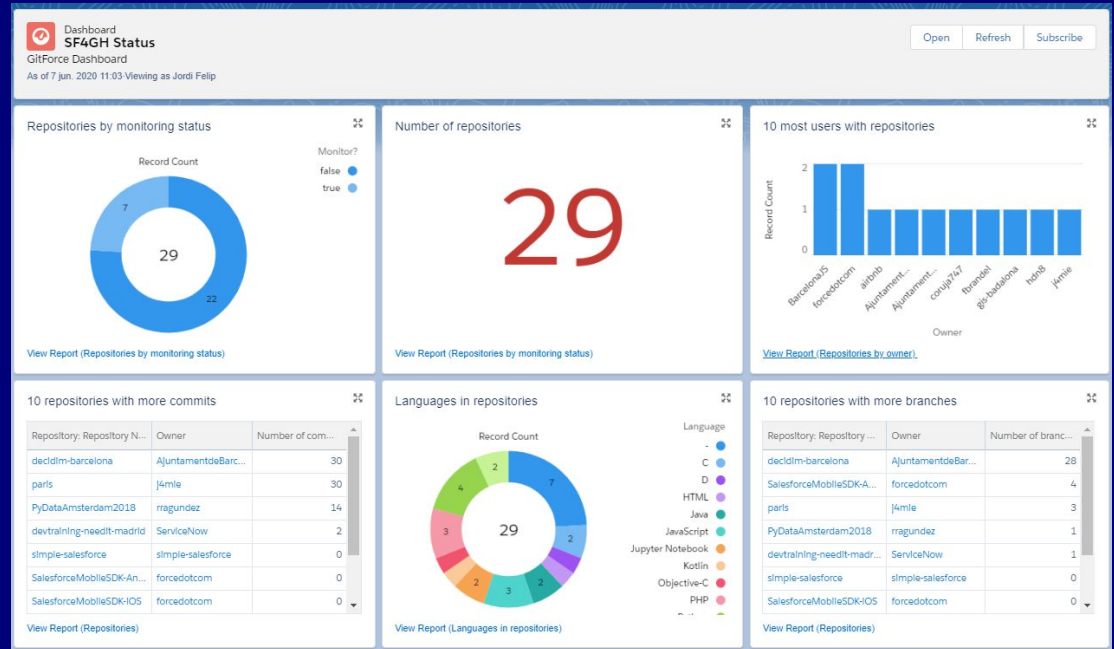 Dashboard
SF4GH Status
GitForce Dashboard
As of 7 jun. 2020 11:03·Viewing as Jordi Felip
Open
Refresh
Subscribe
Repositories by monitoring status
Record Count
Monitor?
false
true
7
29
22
View Report (Repositories by monitoring status)
Number of repositories
29
View Report (Repositories by monitoring status)
10 most users with repositories
Record Count
2
1
0
BarcelonaJS
forcedotcom
airbnb
Ajuntament...
Ajuntament...
coruja747
fbrandel
gis-badalona
hdn8
j4mie
Owner
View Report (Repositories by owner)
10 repositories with more commits
Repository: Repository N... Owner Number of com...
decidim-barcelona AjuntamentdeBarc... 30
paris j4mie 30
PyDataAmsterdam2018 rragundez 14
devtraining-needit-madrid ServiceNow 2
simple-salesforce simple-salesforce 0
SalesforceMobileSDK-An... forcedotcom 0
SalesforceMobileSDK-iOS forcedotcom 0
View Report (Repositories)
Languages in repositories
Record Count
Language
-
C
D
HTML
Java
JavaScript
Jupyter Notebook
Kotlin
Objective-C
PHP
2
7
4
29
3
2
2
3
2
View Report (Languages in repositories)
10 repositories with more branches
Repository: Repository ... Owner Number of branc...
decidim-barcelona AjuntamentdeBar... 28
SalesforceMobileSDK-A... forcedotcom 4
paris j4mie 3
PyDataAmsterdam2018 rragundez 1
devtraining-needit-madr... ServiceNow 1
simple-salesforce simple-salesforce 0
SalesforceMobileSDK-iOS forcedotcom 0
View Report (Repositories)